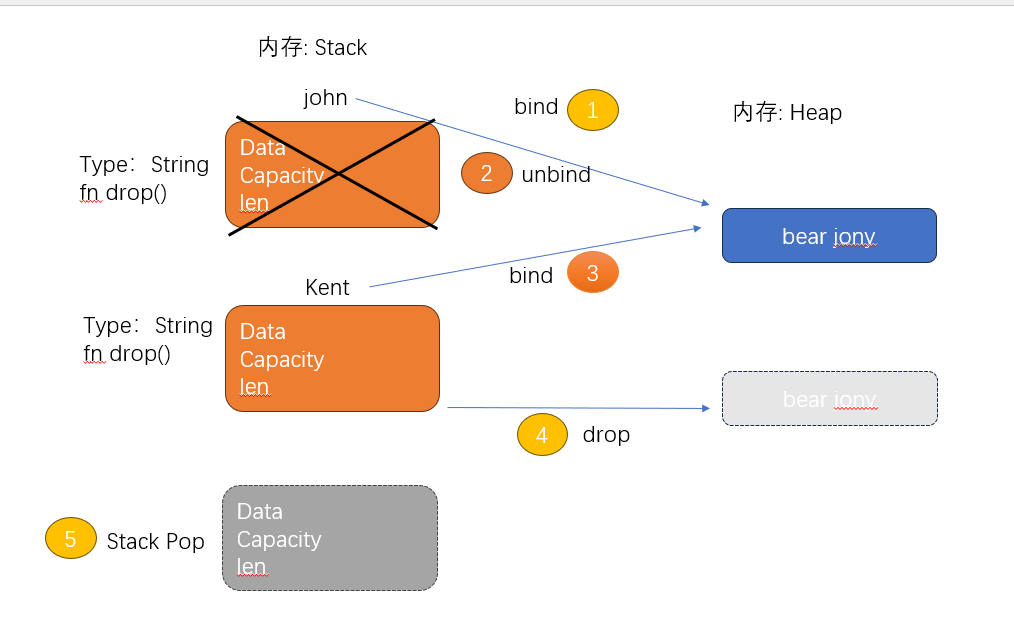 内存: Stack
john
bind 1
内存: Heap
Data
Capacity
len
Type： String
fn drop()
2 unbind
bear jony
Kent
bind 3
Type： String
fn drop()
Data
Capacity
len
bear jony
4 drop
5 Stack Pop
Data
Capacity
len